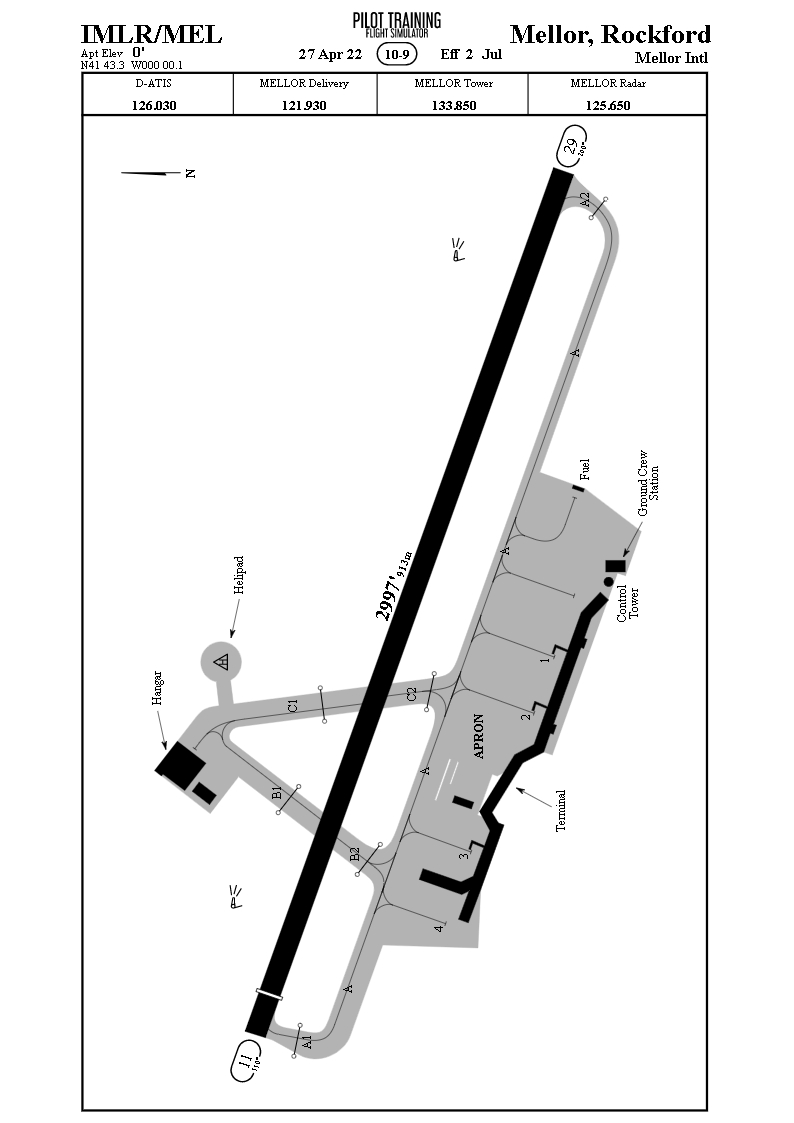 IMLR/MEL
Apt Elev 0'
N41 43.3 W000 00.1
PILOT TRAINING
FLIGHT SIMULATOR
27 Apr 22 10-9 Eff 2 Jul
Mellor, Rockford
Mellor Intl
D-ATIS
126.030
MELLOR Delivery
121.930
MELLOR Tower
133.850
MELLOR Radar
125.650
N
29
290°
A2
A
Fuel
Ground Crew
Station
A
Control
Tower
2997' 913m
Helipad
H
Hangar
C1
C2
1
2
APRON
A
B1
B2
Terminal
3
4
A
A1
11
110°